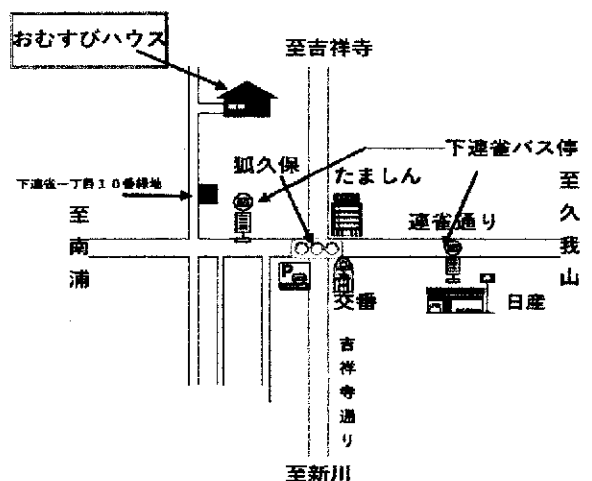 おむすびハウス
至吉祥寺
狐久保
下連雀バス停
たましん
下連雀一丁目10番緑地
至久我山
連雀通り
至南浦
P
交番
日産
吉祥寺通り
至新川